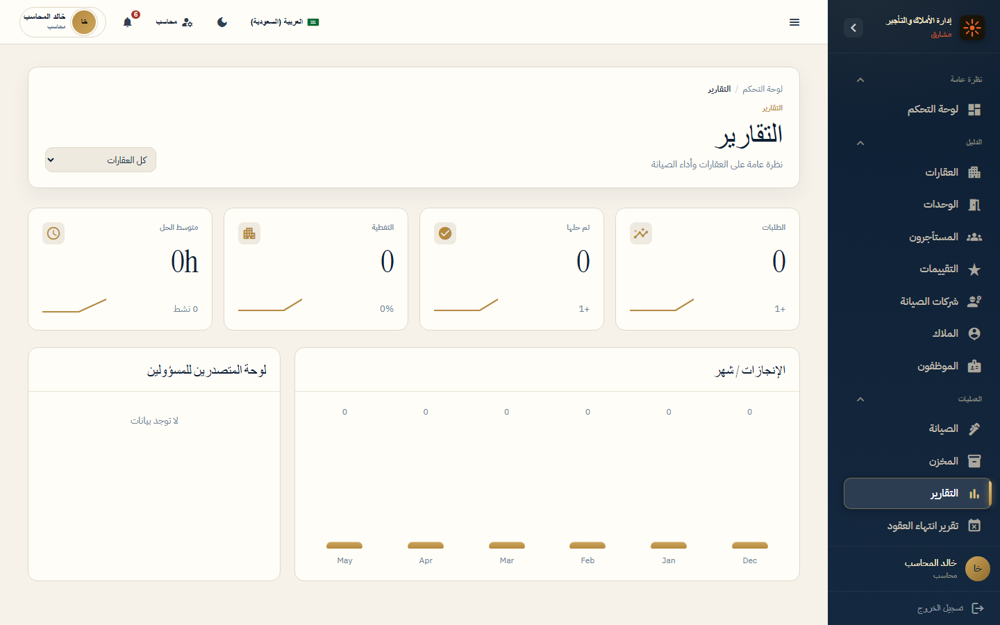 إدارة الأملاك والتأجير
مشارق
نظرة عامة
لوحة التحكم
الدليل
العقارات
الوحدات
المستأجرون
التقييمات
شركات الصيانة
الملاك
الموظفون
العمليات
الصيانة
المخزن
التقارير
تقرير انتهاء العقود
خا
خالد المحاسب
محاسب
تسجيل الخروج
العربية (السعودية)
محاسب
6
خا
خالد المحاسب
محاسب
لوحة التحكم / التقارير
التقارير
التقارير
نظرة عامة على العقارات وأداء الصيانة
كل العقارات
الطلبات
0
+1
تم حلها
0
+1
التغطية
0
0%
متوسط الحل
0h
0 نشط
الإنجازات / شهر
0 0 0 0 0 0
Dec Jan Feb Mar Apr May
لوحة المتصدرين للمسؤولين
لا توجد بيانات